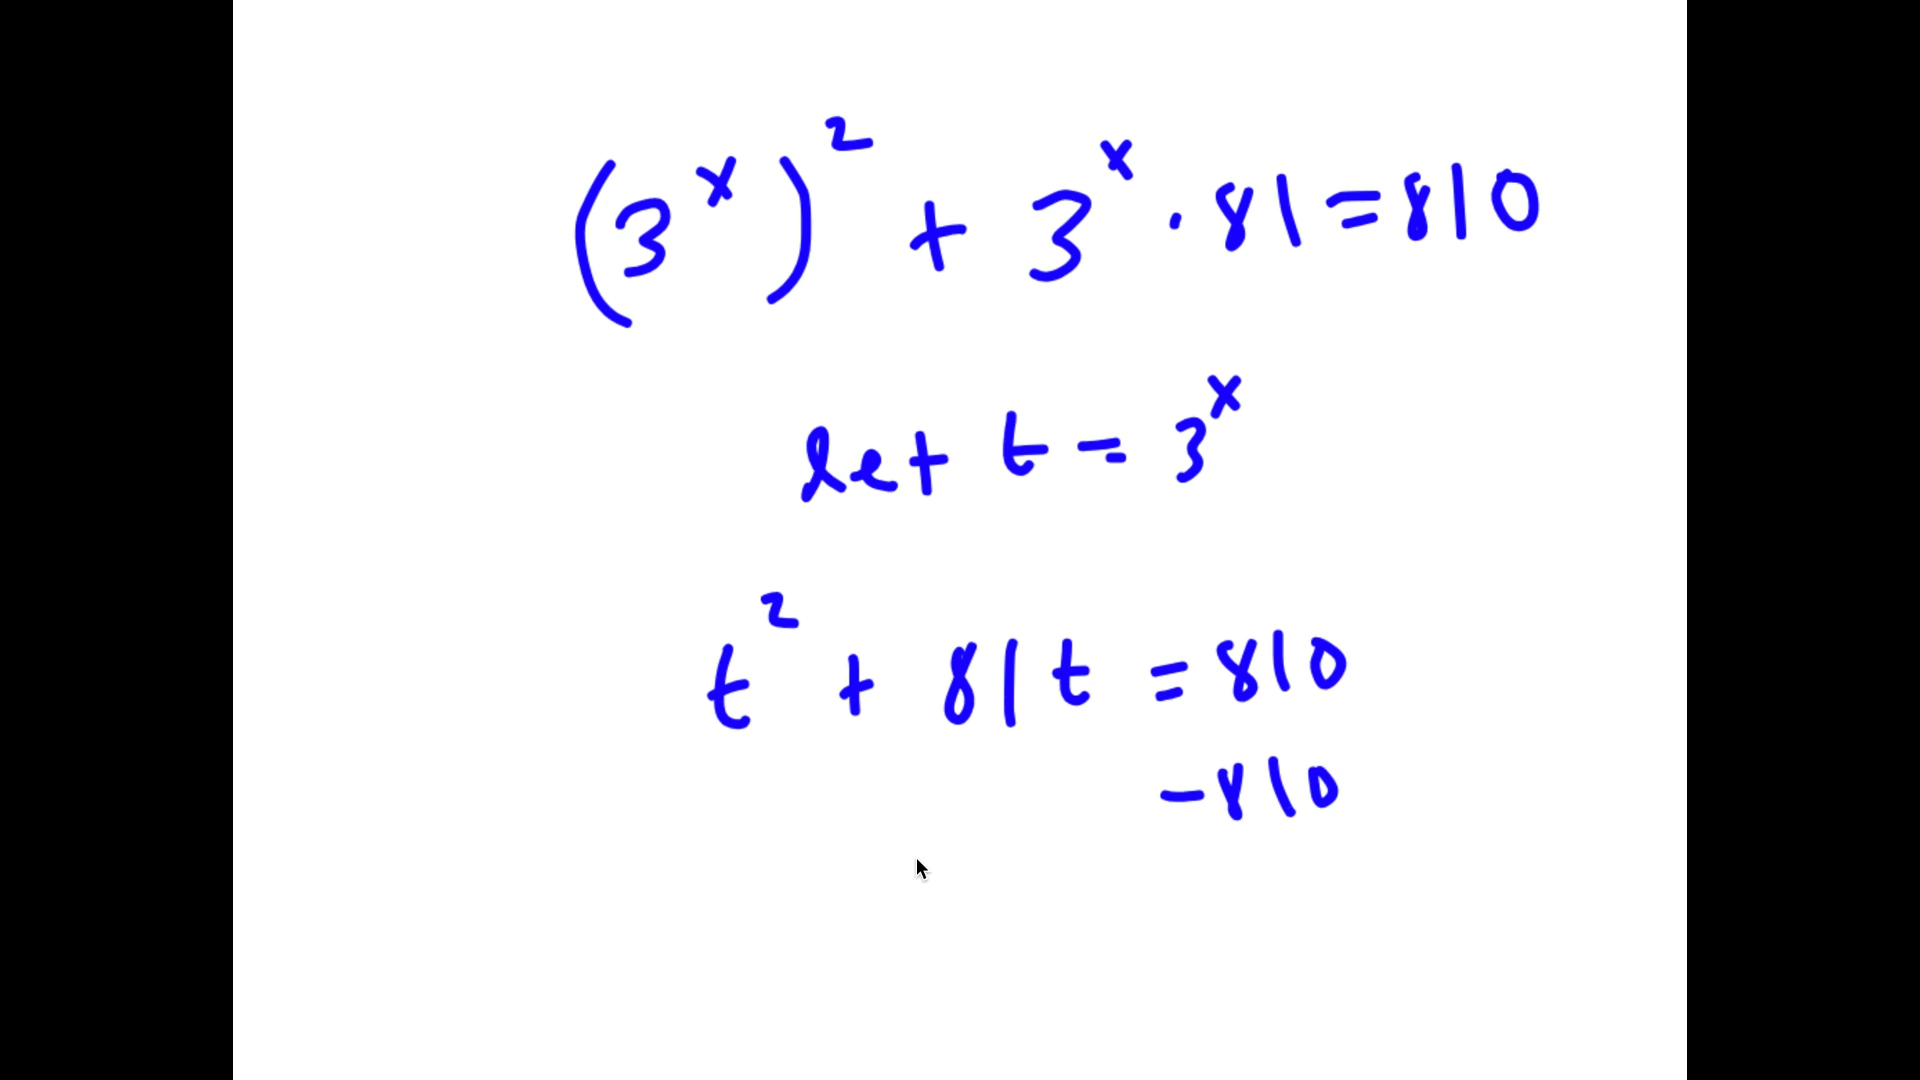 (3^x)^2 + 3^x · 81 = 810
let t = 3^x
t^2 + 81t = 810
-810